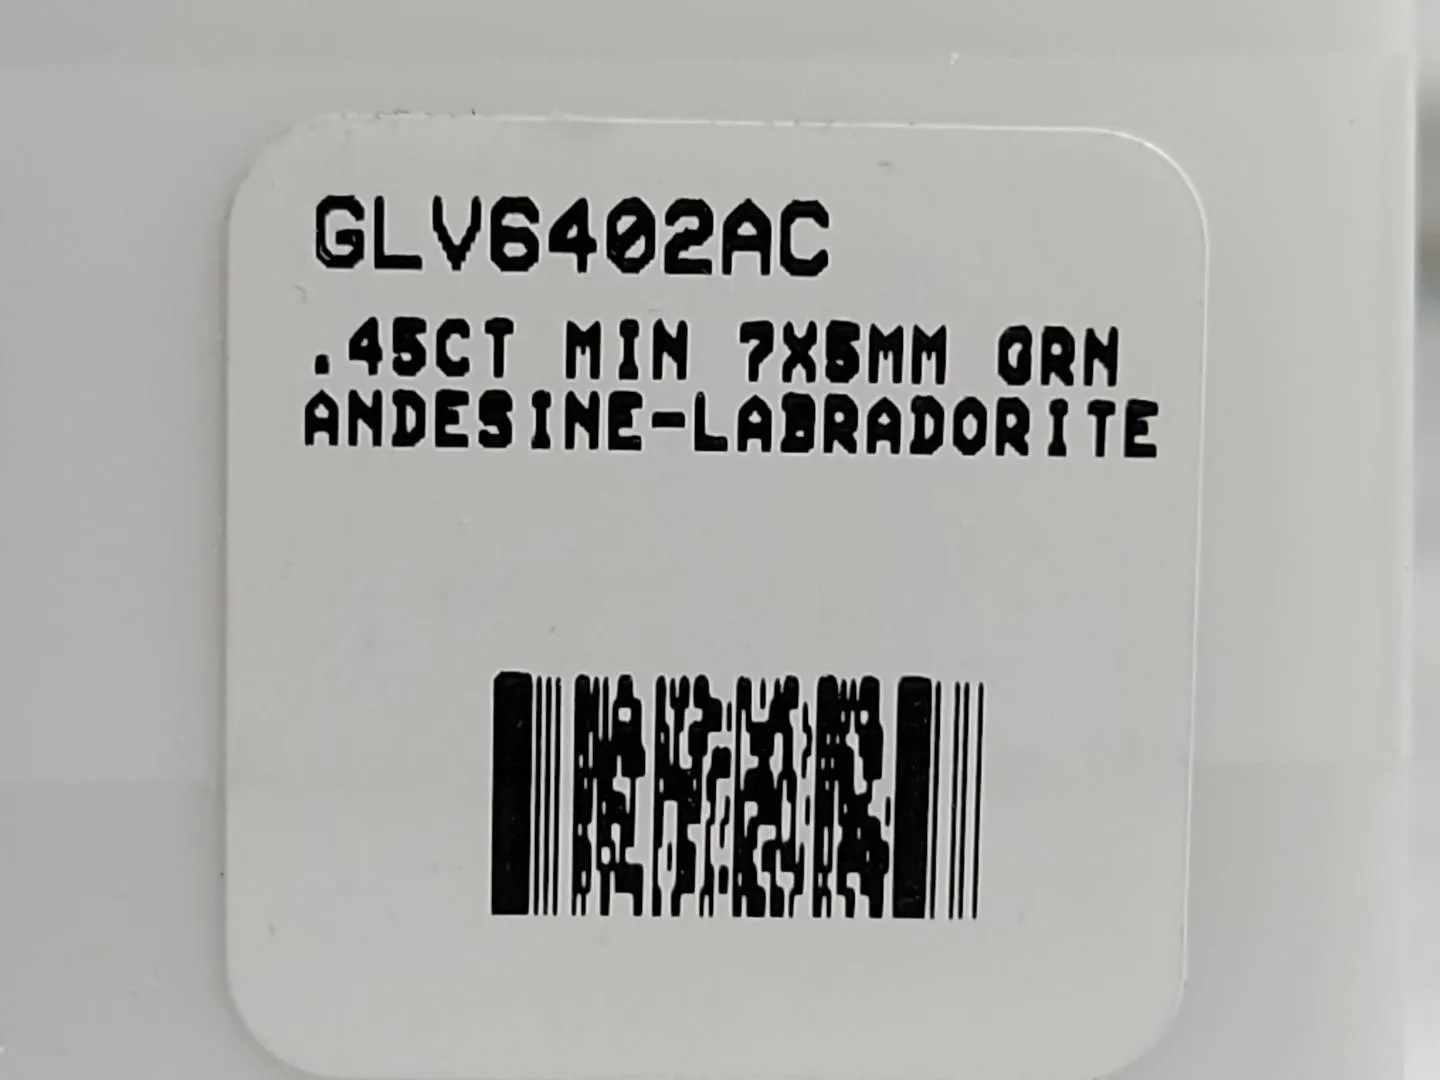 GLV6402AC
.45CT MIN 7X5MM GRN
ANDESINE-LABRADORITE